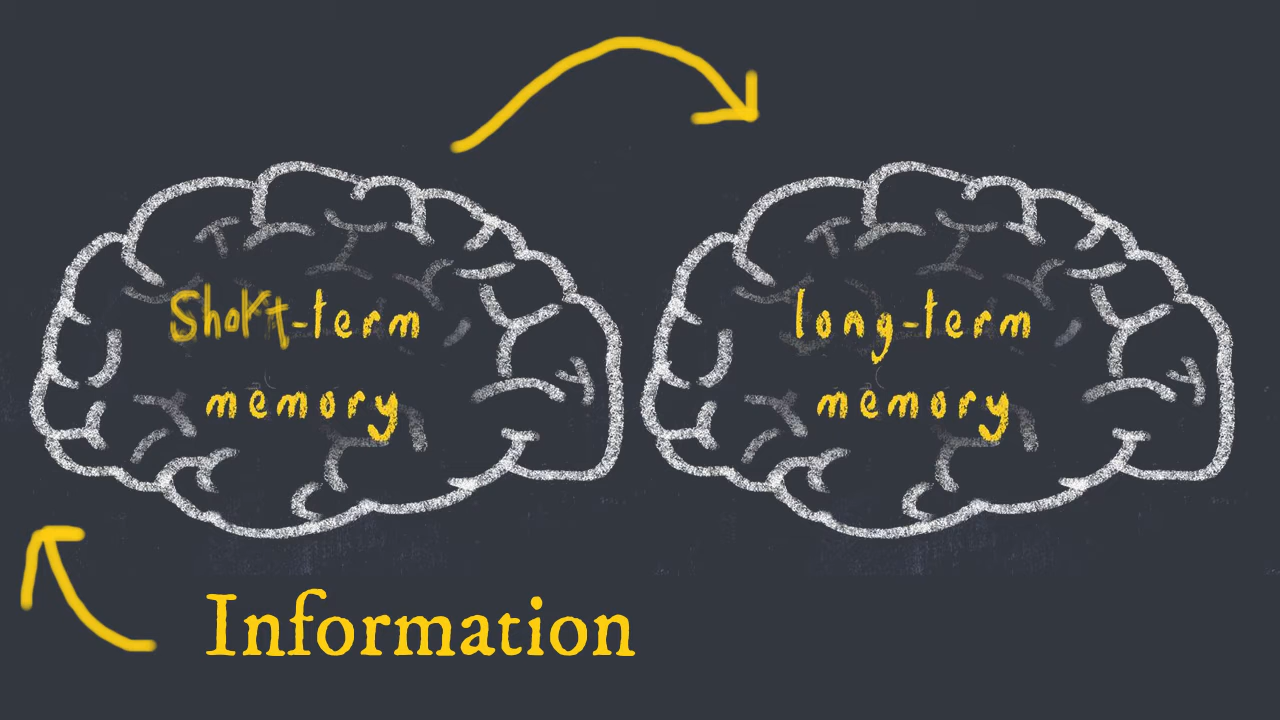 Short-term
memory
long-term
memory
Information